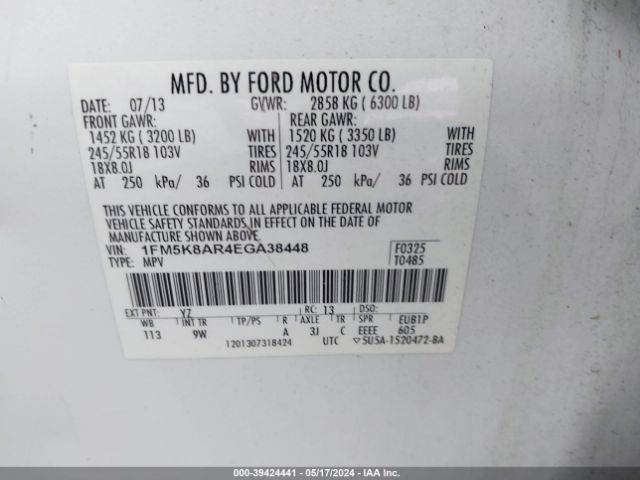 MFD. BY FORD MOTOR CO.
DATE: 07/13 GVWR: 2858 KG ( 6300 LB)
FRONT GAWR: REAR GAWR:
1452 KG ( 3200 LB) WITH 1520 KG ( 3350 LB) WITH
245/55R18 103V TIRES 245/55R18 103V TIRES
18X8.0J RIMS 18X8.0J RIMS
AT 250 kPa/ 36 PSI COLD AT 250 kPa/ 36 PSI COLD
THIS VEHICLE CONFORMS TO ALL APPLICABLE FEDERAL MOTOR
VEHICLE SAFETY STANDARDS IN EFFECT ON THE DATE OF
MANUFACTURE SHOWN ABOVE.
VIN: 1FM5K8AR4EGA38448 F0325
TYPE: MPV T0485
EXT PNT: YZ RC: 13 DSO:
WB INT TR TP/PS R AXLE TR SPR EUB1P
113 9W A 3J C EEEE 605
1201307318424 UTC ▽5U5A-1520472-BA
000-39424441 — 05/17/2024 — IAA Inc.